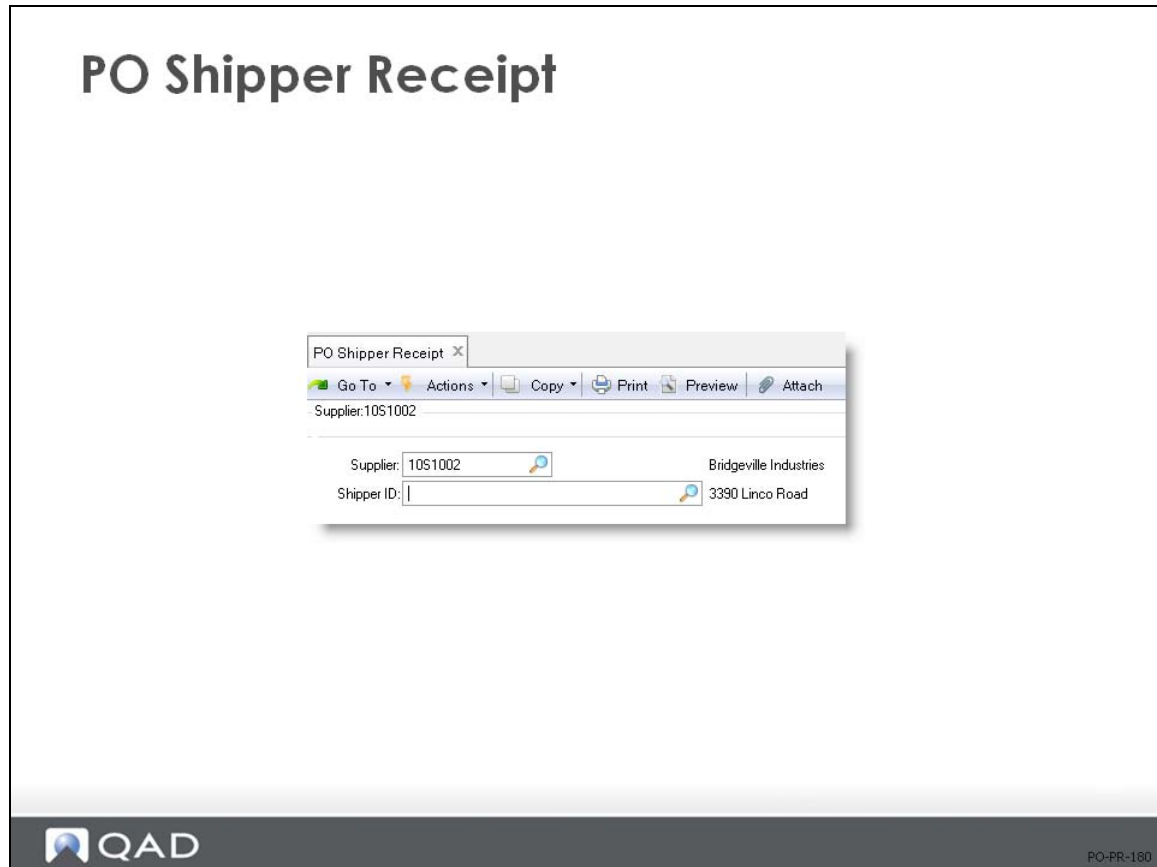 PO Shipper Receipt
PO Shipper Receipt X
Go To Actions Copy Print Preview Attach
Supplier:10S1002
Supplier: 10S1002 Bridgeville Industries
Shipper ID: 3390 Linco Road
QAD
PO-PR-180